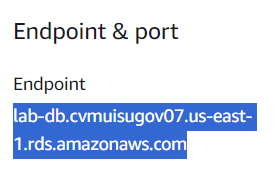 Endpoint & port
Endpoint
lab-db.cvmuisugov07.us-east-
1.rds.amazonaws.com